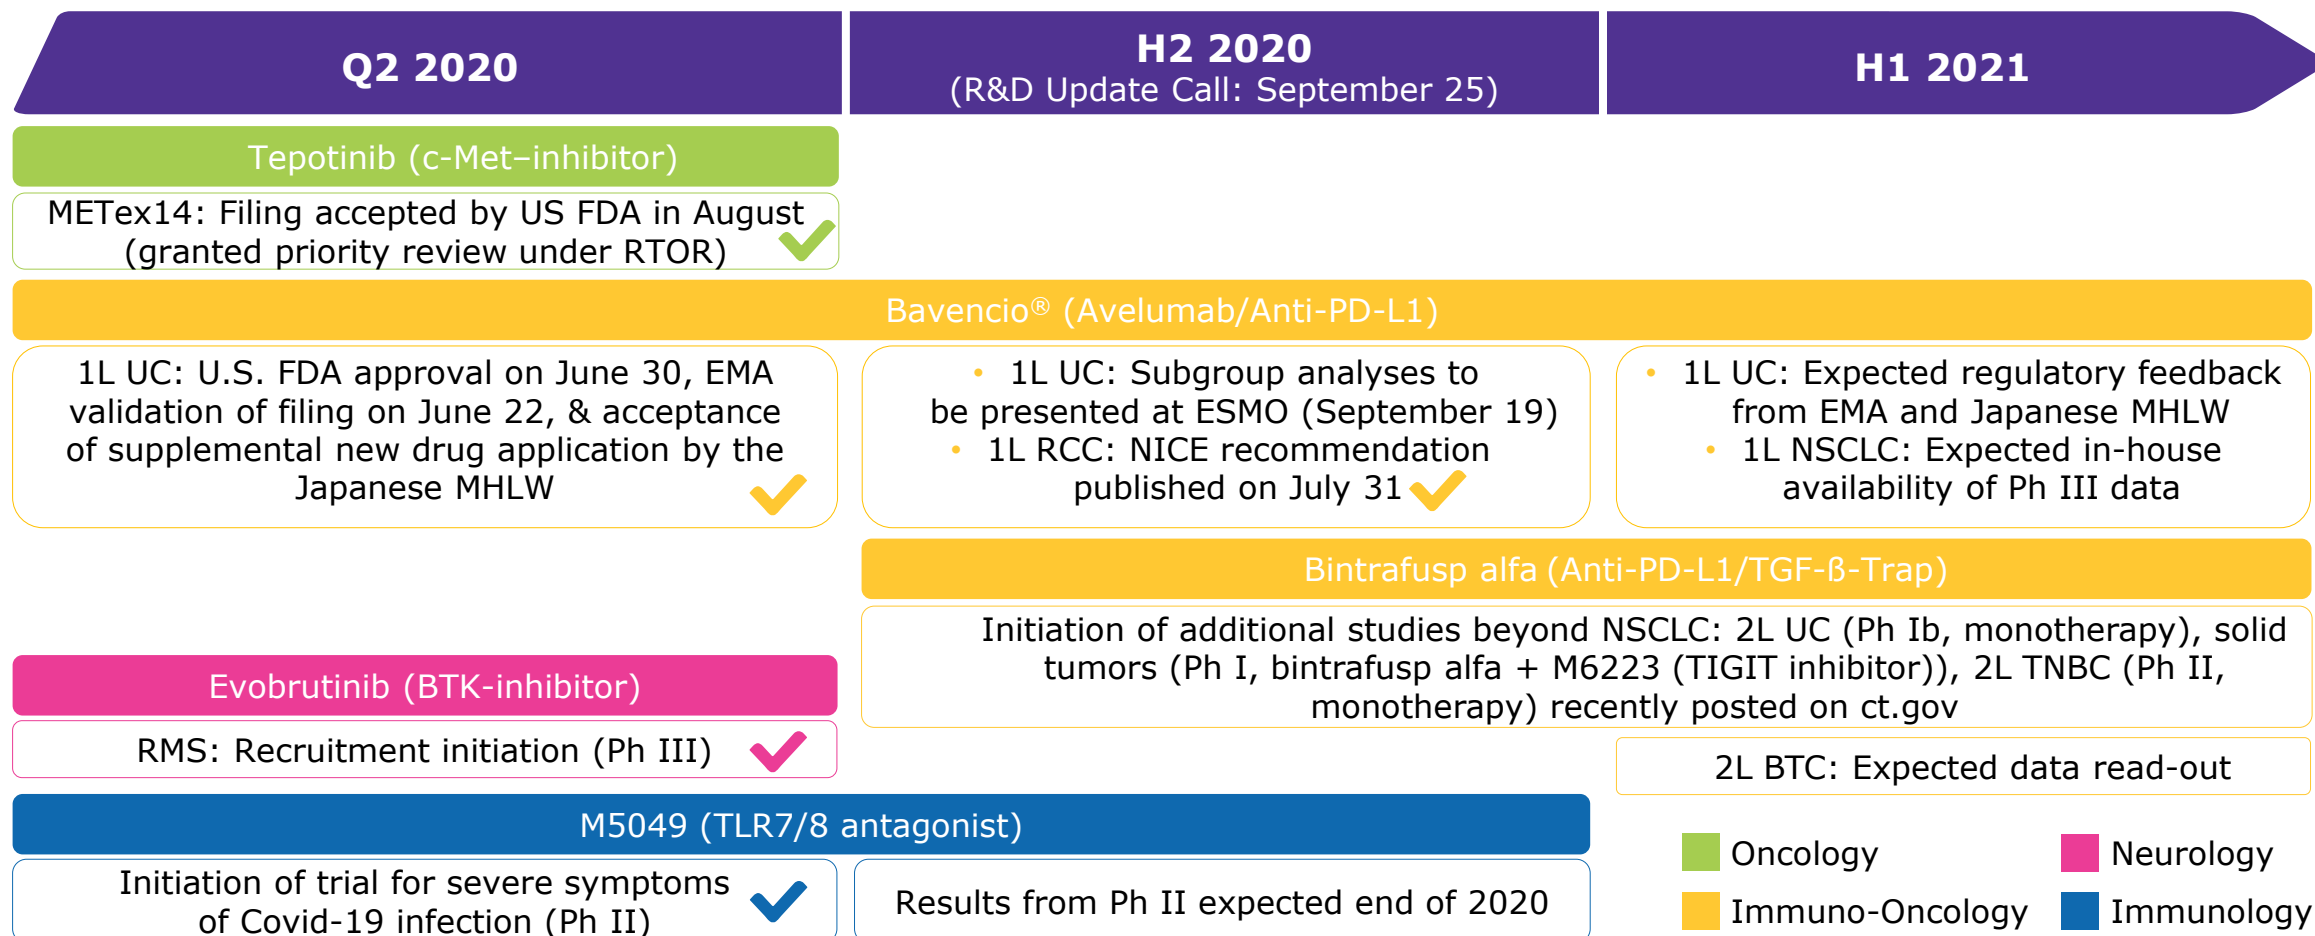 Q2 2020
H2 2020
(R&D Update Call: September 25)
H1 2021
Tepotinib (c-Met–inhibitor)
METex14: Filing accepted by US FDA in August
(granted priority review under RTOR)
Bavencio® (Avelumab/Anti-PD-L1)
1L UC: U.S. FDA approval on June 30, EMA
validation of filing on June 22, & acceptance
of supplemental new drug application by the
Japanese MHLW
• 1L UC: Subgroup analyses to
be presented at ESMO (September 19)
• 1L RCC: NICE recommendation
published on July 31
• 1L UC: Expected regulatory feedback
from EMA and Japanese MHLW
• 1L NSCLC: Expected in-house
availability of Ph III data
Bintrafusp alfa (Anti-PD-L1/TGF-ß-Trap)
Initiation of additional studies beyond NSCLC: 2L UC (Ph Ib, monotherapy), solid
tumors (Ph I, bintrafusp alfa + M6223 (TIGIT inhibitor)), 2L TNBC (Ph II,
monotherapy) recently posted on ct.gov
Evobrutinib (BTK-inhibitor)
RMS: Recruitment initiation (Ph III)
2L BTC: Expected data read-out
M5049 (TLR7/8 antagonist)
Initiation of trial for severe symptoms
of Covid-19 infection (Ph II)
Results from Ph II expected end of 2020
Oncology
Neurology
Immuno-Oncology
Immunology